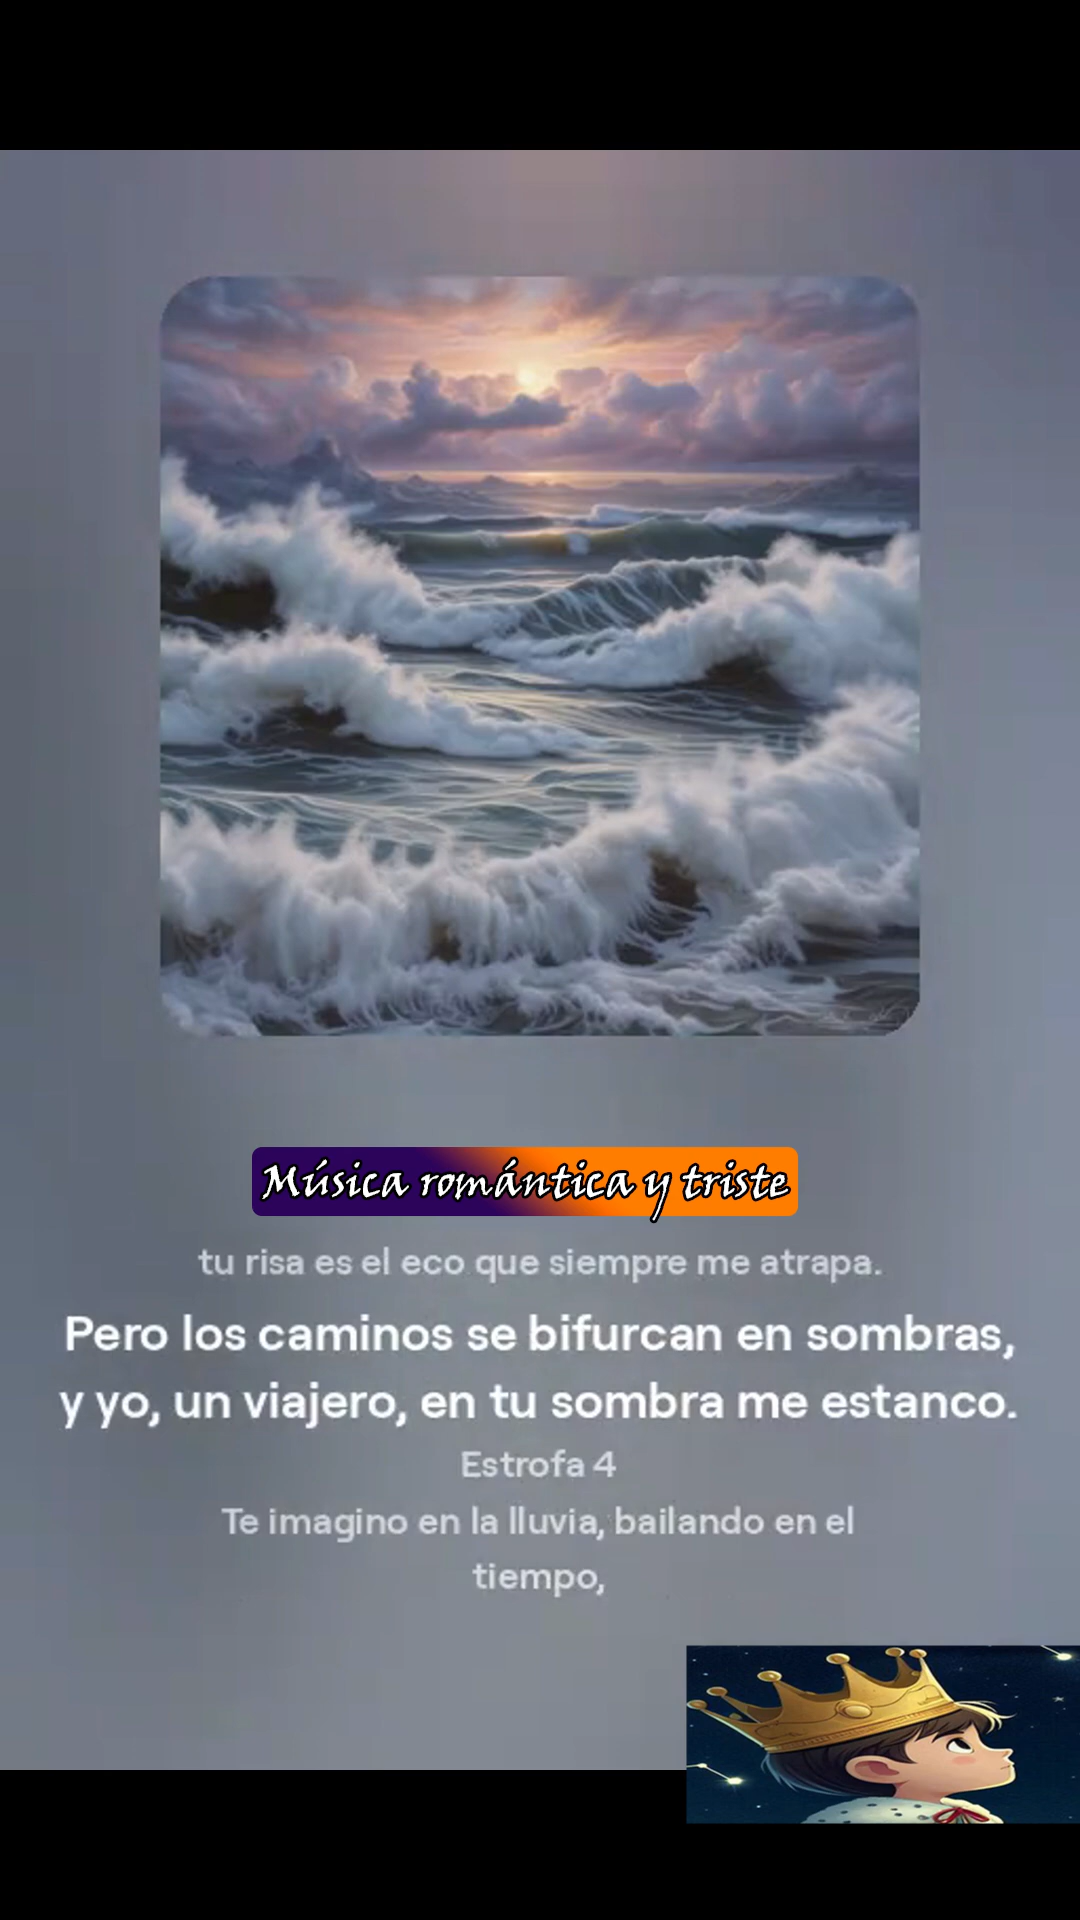 Música romántica y triste
tu risa es el eco que siempre me atrapa.
Pero los caminos se bifurcan en sombras,
y yo, un viajero, en tu sombra me estanco.
Estrofa 4
Te imagino en la lluvia, bailando en el
tiempo,